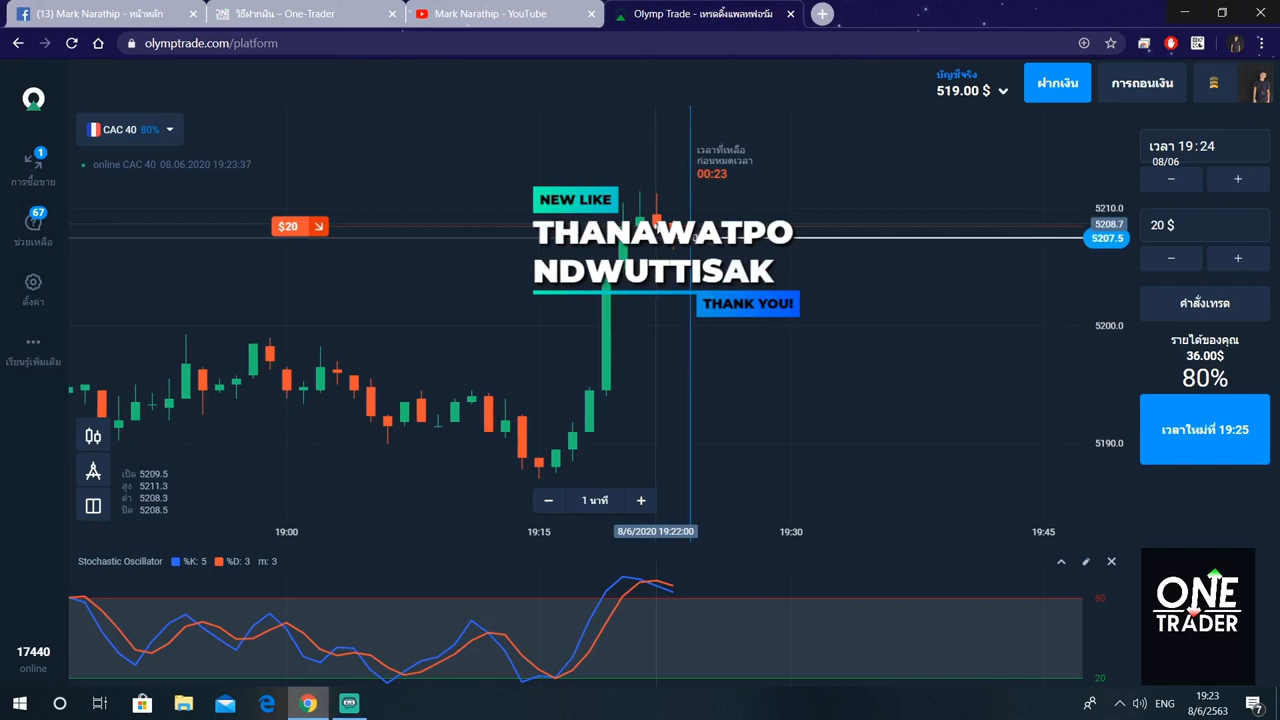 (13) Mark Narathip - หน้าหลัก
วิธีฝากเงิน – One-Trader
Mark Narathip - YouTube
Olymp Trade - เทรดดิ้งแพลทฟอร์ม
olymptrade.com/platform
บัญชีจริง
519.00 $
ฝากเงิน
การถอนเงิน
CAC 40 80%
online CAC 40 08.06.2020 19:23:37
1
การซื้อขาย
67
ช่วยเหลือ
ตั้งค่า
เรียนรู้เพิ่มเติม
เวลาที่เหลือ
ก่อนหมดเวลา
00:23
NEW LIKE
THANAWATPO
NDWUTTISAK
THANK YOU!
$20
5210.0
5208.7
5207.5
5200.0
5190.0
เวลา 19:24
08/06
20 $
คำสั่งเทรด
รายได้ของคุณ
36.00$
80%
เวลาใหม่ที่ 19:25
เปิด 5209.5
สูง 5211.3
ต่ำ 5208.3
ปิด 5208.5
1 นาที
19:00
19:15
8/6/2020 19:22:00
19:30
19:45
Stochastic Oscillator %K: 5 %D: 3 m: 3
80
20
ONE
TRADER
17440
online
ENG
19:23
8/6/2563
7